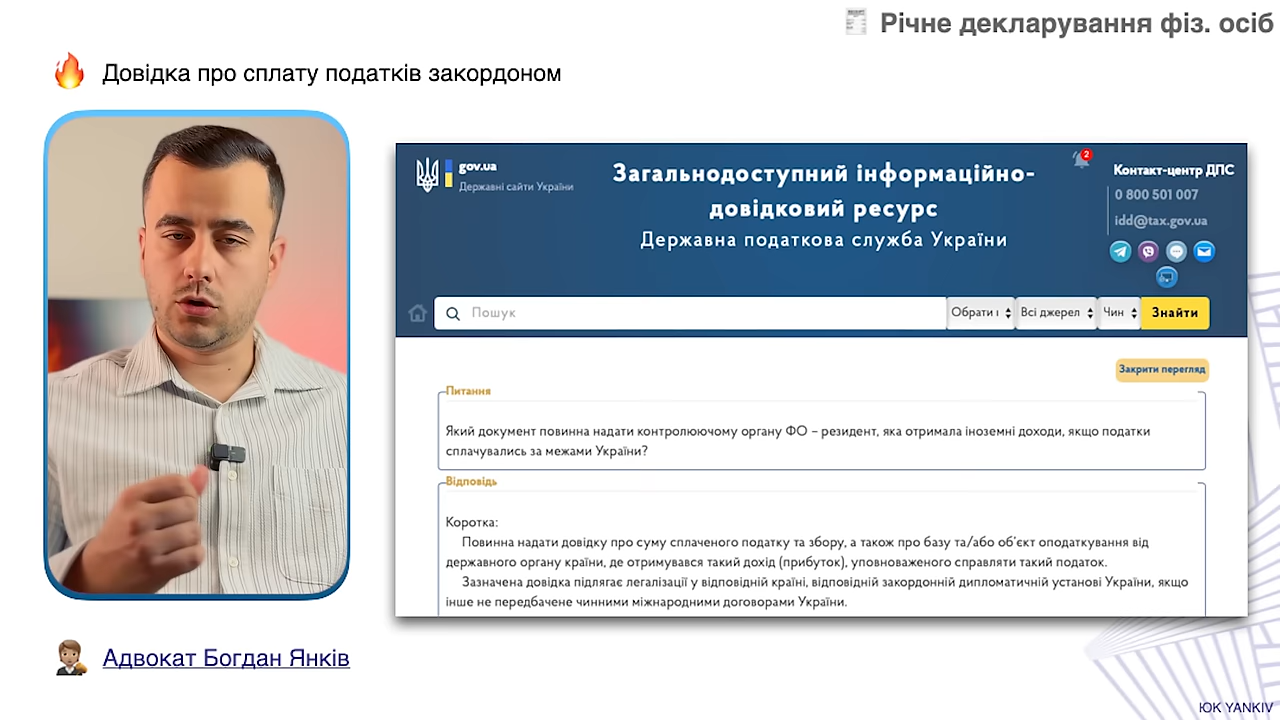 Річне декларування фіз. осіб
Довідка про сплату податків закордоном
gov.ua
Державні сайти України
Загальнодоступний інформаційно-
довідковий ресурс
Державна податкова служба України
2
Контакт-центр ДПС
0 800 501 007
idd@tax.gov.ua
Пошук
Обрати і
Всі джерел
Чин
Знайти
Закрити перегляд
Питання
Який документ повинна надати контролюючому органу ФО – резидент, яка отримала іноземні доходи, якщо податки
сплачувались за межами України?
Відповідь
Коротка:
Повинна надати довідку про суму сплаченого податку та збору, а також про базу та/або об’єкт оподаткування від
державного органу країни, де отримувався такий дохід (прибуток), уповноваженого справляти такий податок.
Зазначена довідка підлягає легалізації у відповідній країні, відповідній закордонній дипломатичній установі України, якщо
інше не передбачене чинними міжнародними договорами України.
Адвокат Богдан Янків
ЮК YANKIV